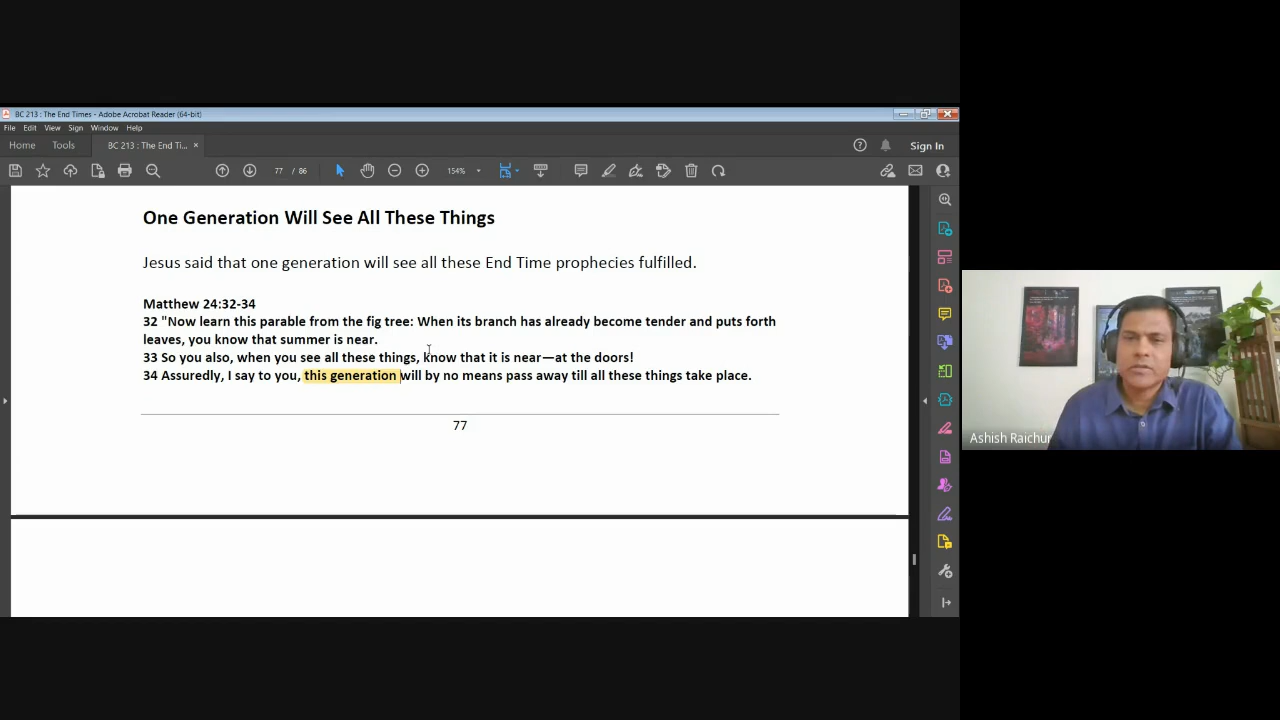 BC 213 : The End Times - Adobe Acrobat Reader (64-bit)
File Edit View Sign Window Help
Home Tools BC 213 : The End Ti... × Sign In
77 / 86 154%
One Generation Will See All These Things
Jesus said that one generation will see all these End Time prophecies fulfilled.
Matthew 24:32-34
32 "Now learn this parable from the fig tree: When its branch has already become tender and puts forth
leaves, you know that summer is near.
33 So you also, when you see all these things, know that it is near—at the doors!
34 Assuredly, I say to you, this generation will by no means pass away till all these things take place.
77
Ashish Raichur